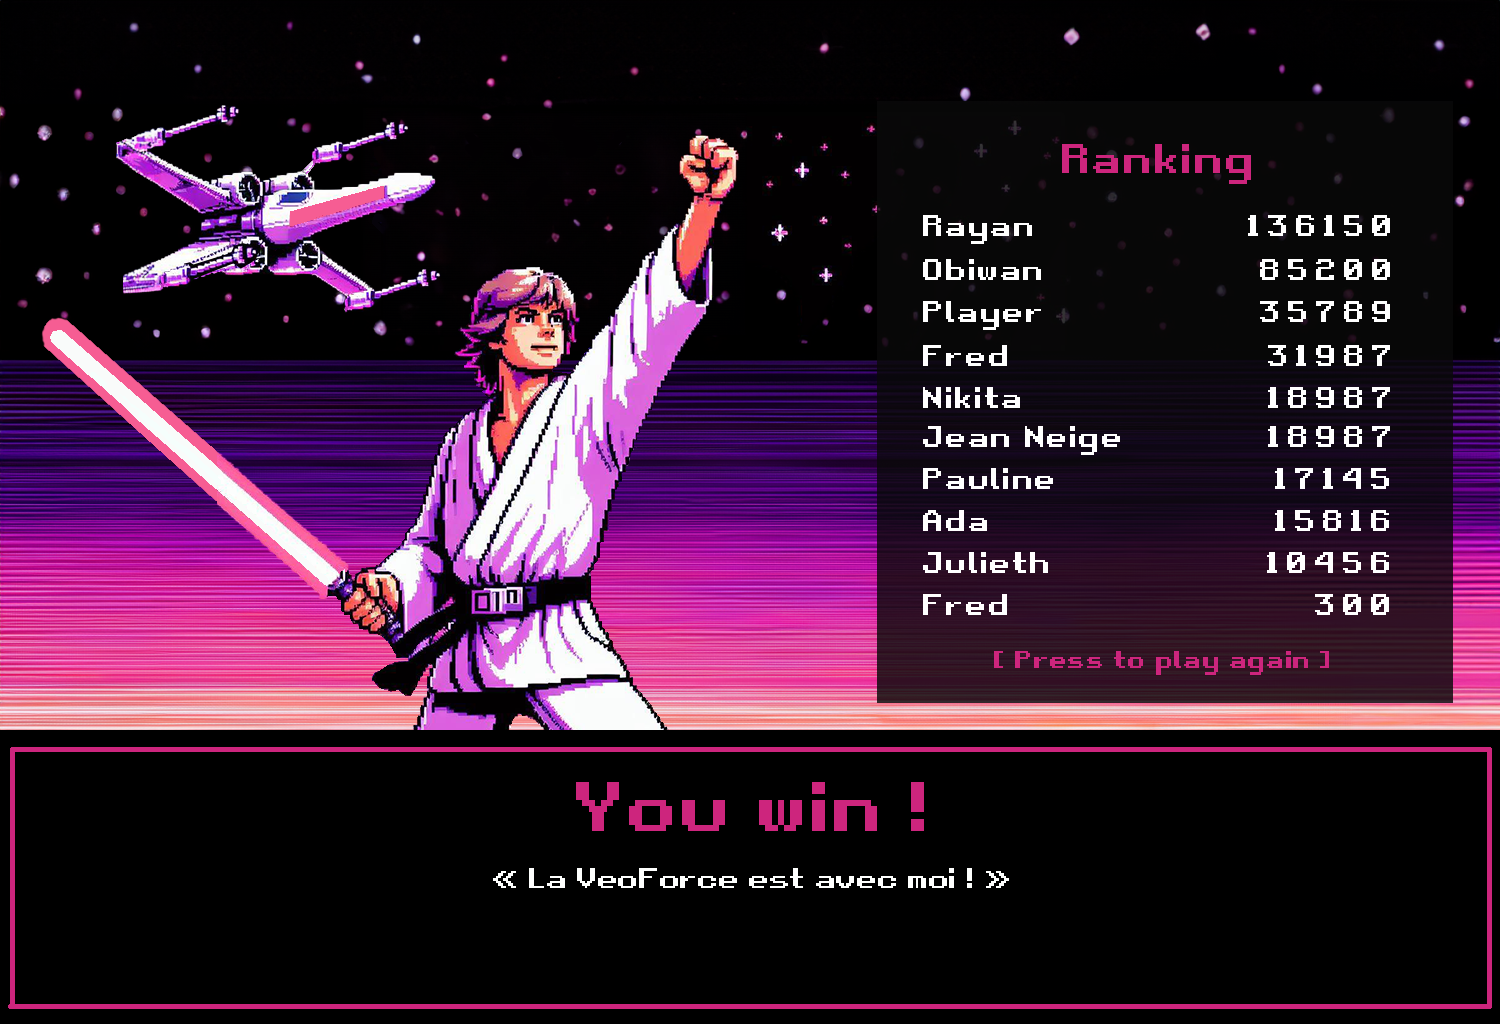 Ranking
Rayan 136150
Obiwan 85200
Player 35789
Fred 31987
Nikita 18987
Jean Neige 18987
Pauline 17145
Ada 15816
Julieth 10456
Fred 300
[ Press to play again ]
You win !
« La VeoForce est avec moi ! »